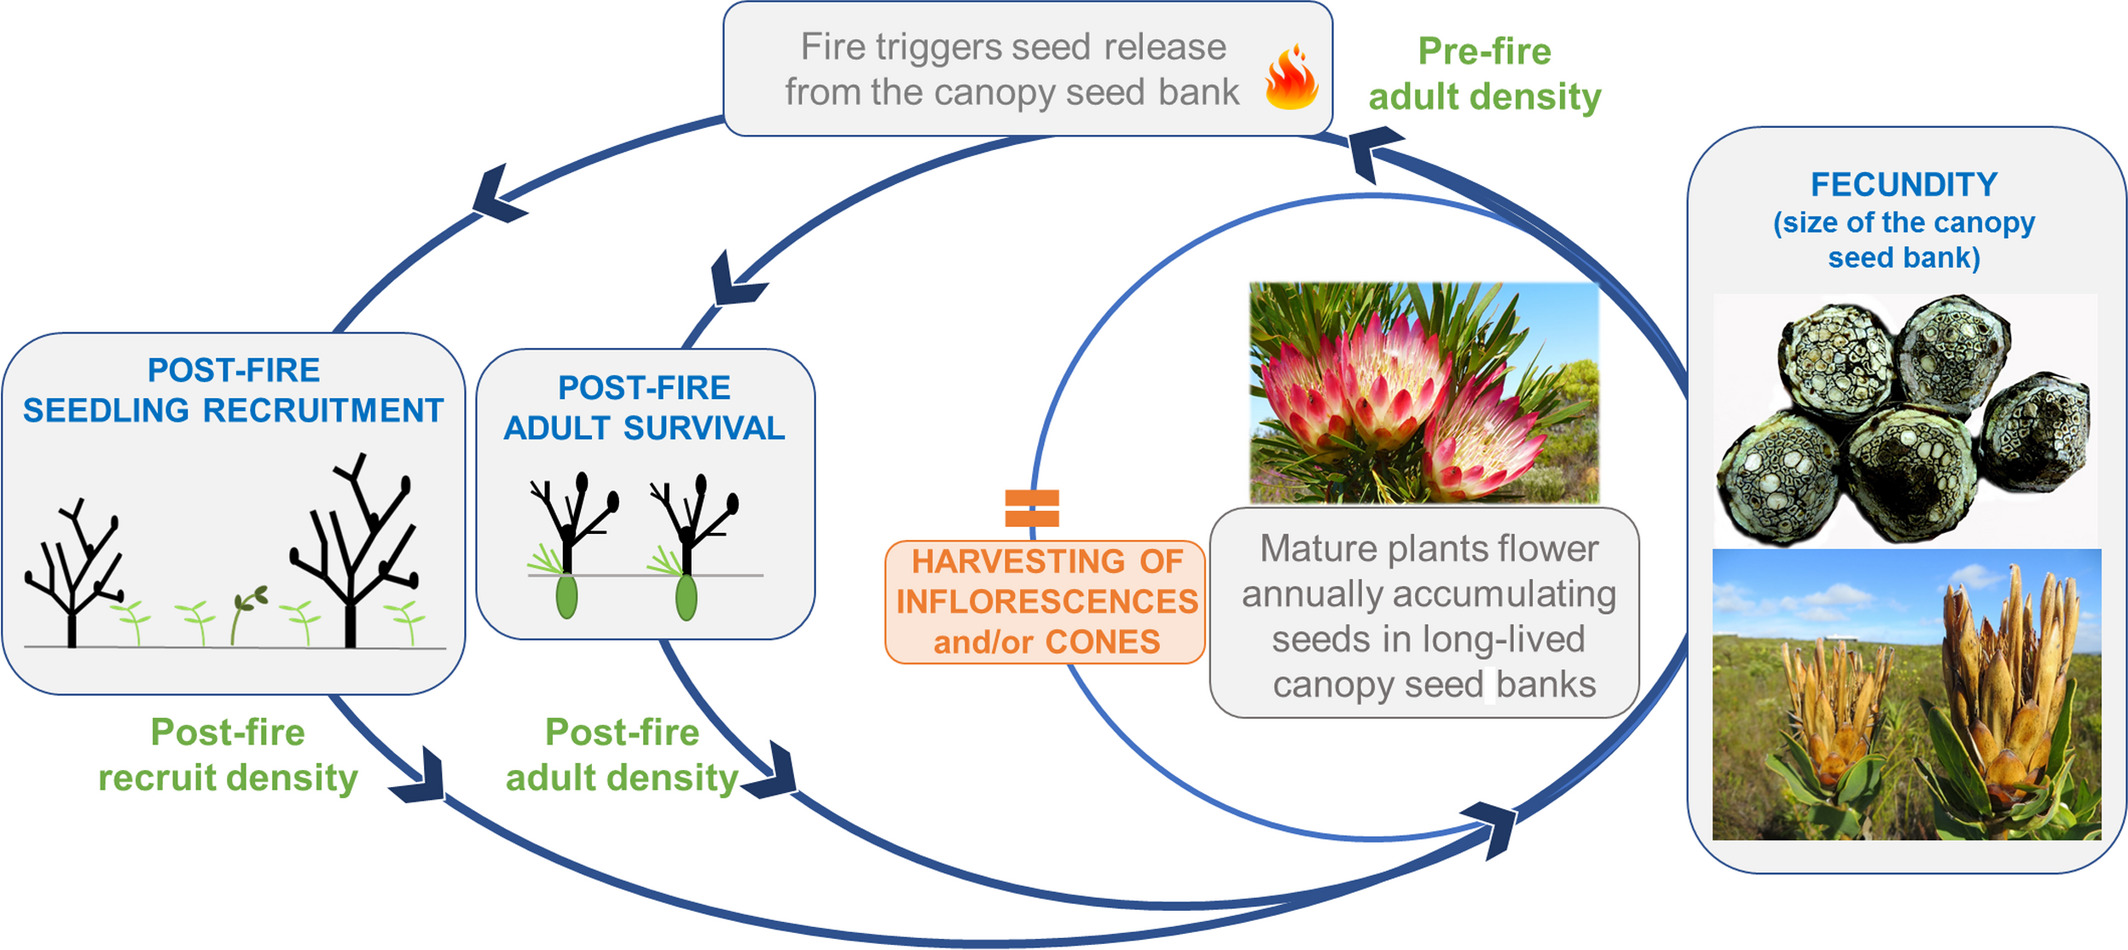 Fire triggers seed release
from the canopy seed bank
Pre-fire
adult density
FECUNDITY
(size of the canopy
seed bank)
POST-FIRE
SEEDLING RECRUITMENT
POST-FIRE
ADULT SURVIVAL
HARVESTING OF
INFLORESCENCES
and/or CONES
Mature plants flower
annually accumulating
seeds in long-lived
canopy seed banks
Post-fire
recruit density
Post-fire
adult density